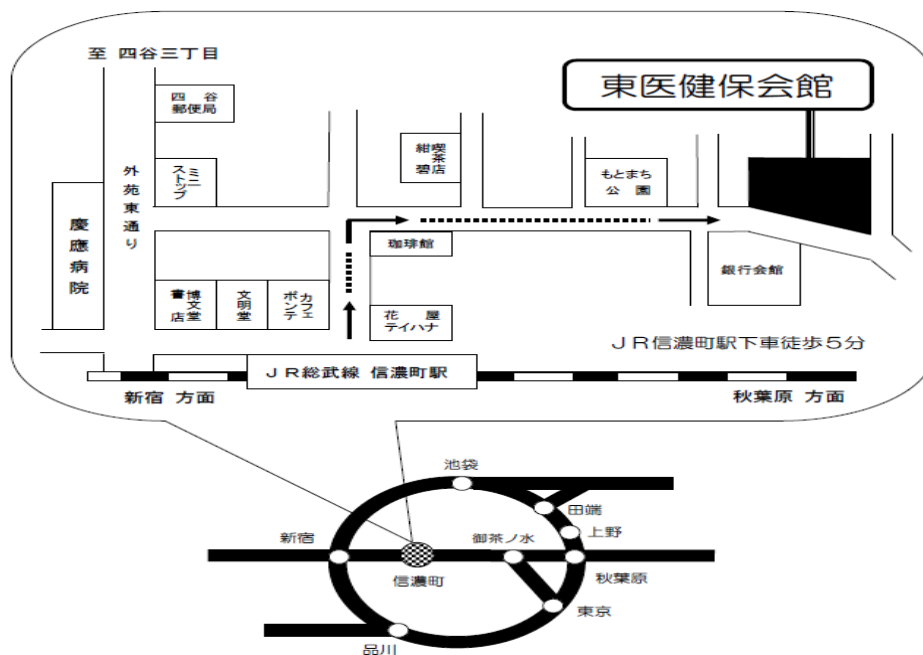 至 四谷三丁目
東医健保会館
四 谷
郵便局
紺碧
喫茶店
ミニ
ストップ
もとまち
公 園
外苑東通り
慶應病院
珈琲館
銀行会館
博文堂
書店
文明堂
カフェ
ボンテ
花 屋
テイハナ
JR信濃町駅下車徒歩5分
JR総武線 信濃町駅
新宿 方面
秋葉原 方面
池袋
田端
上野
新宿
御茶ノ水
信濃町
秋葉原
東京
品川